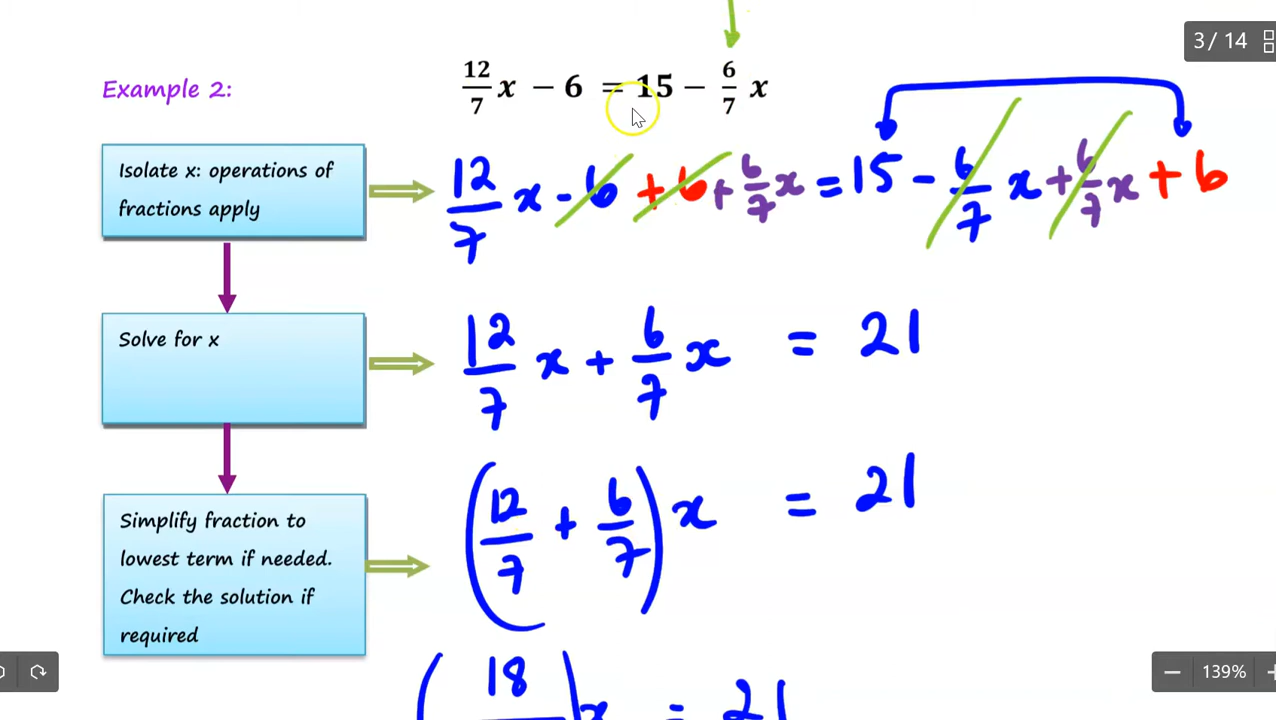 3 / 14
Example 2:
12/7 x − 6 = 15 − 6/7 x
Isolate x: operations of
fractions apply
12/7 x - 6 + 6 + 6/7 x = 15 - 6/7 x + 6/7 x + 6
Solve for x
12/7 x + 6/7 x = 21
Simplify fraction to
lowest term if needed.
Check the solution if
required
(12/7 + 6/7) x = 21
(18) x = 21
139%